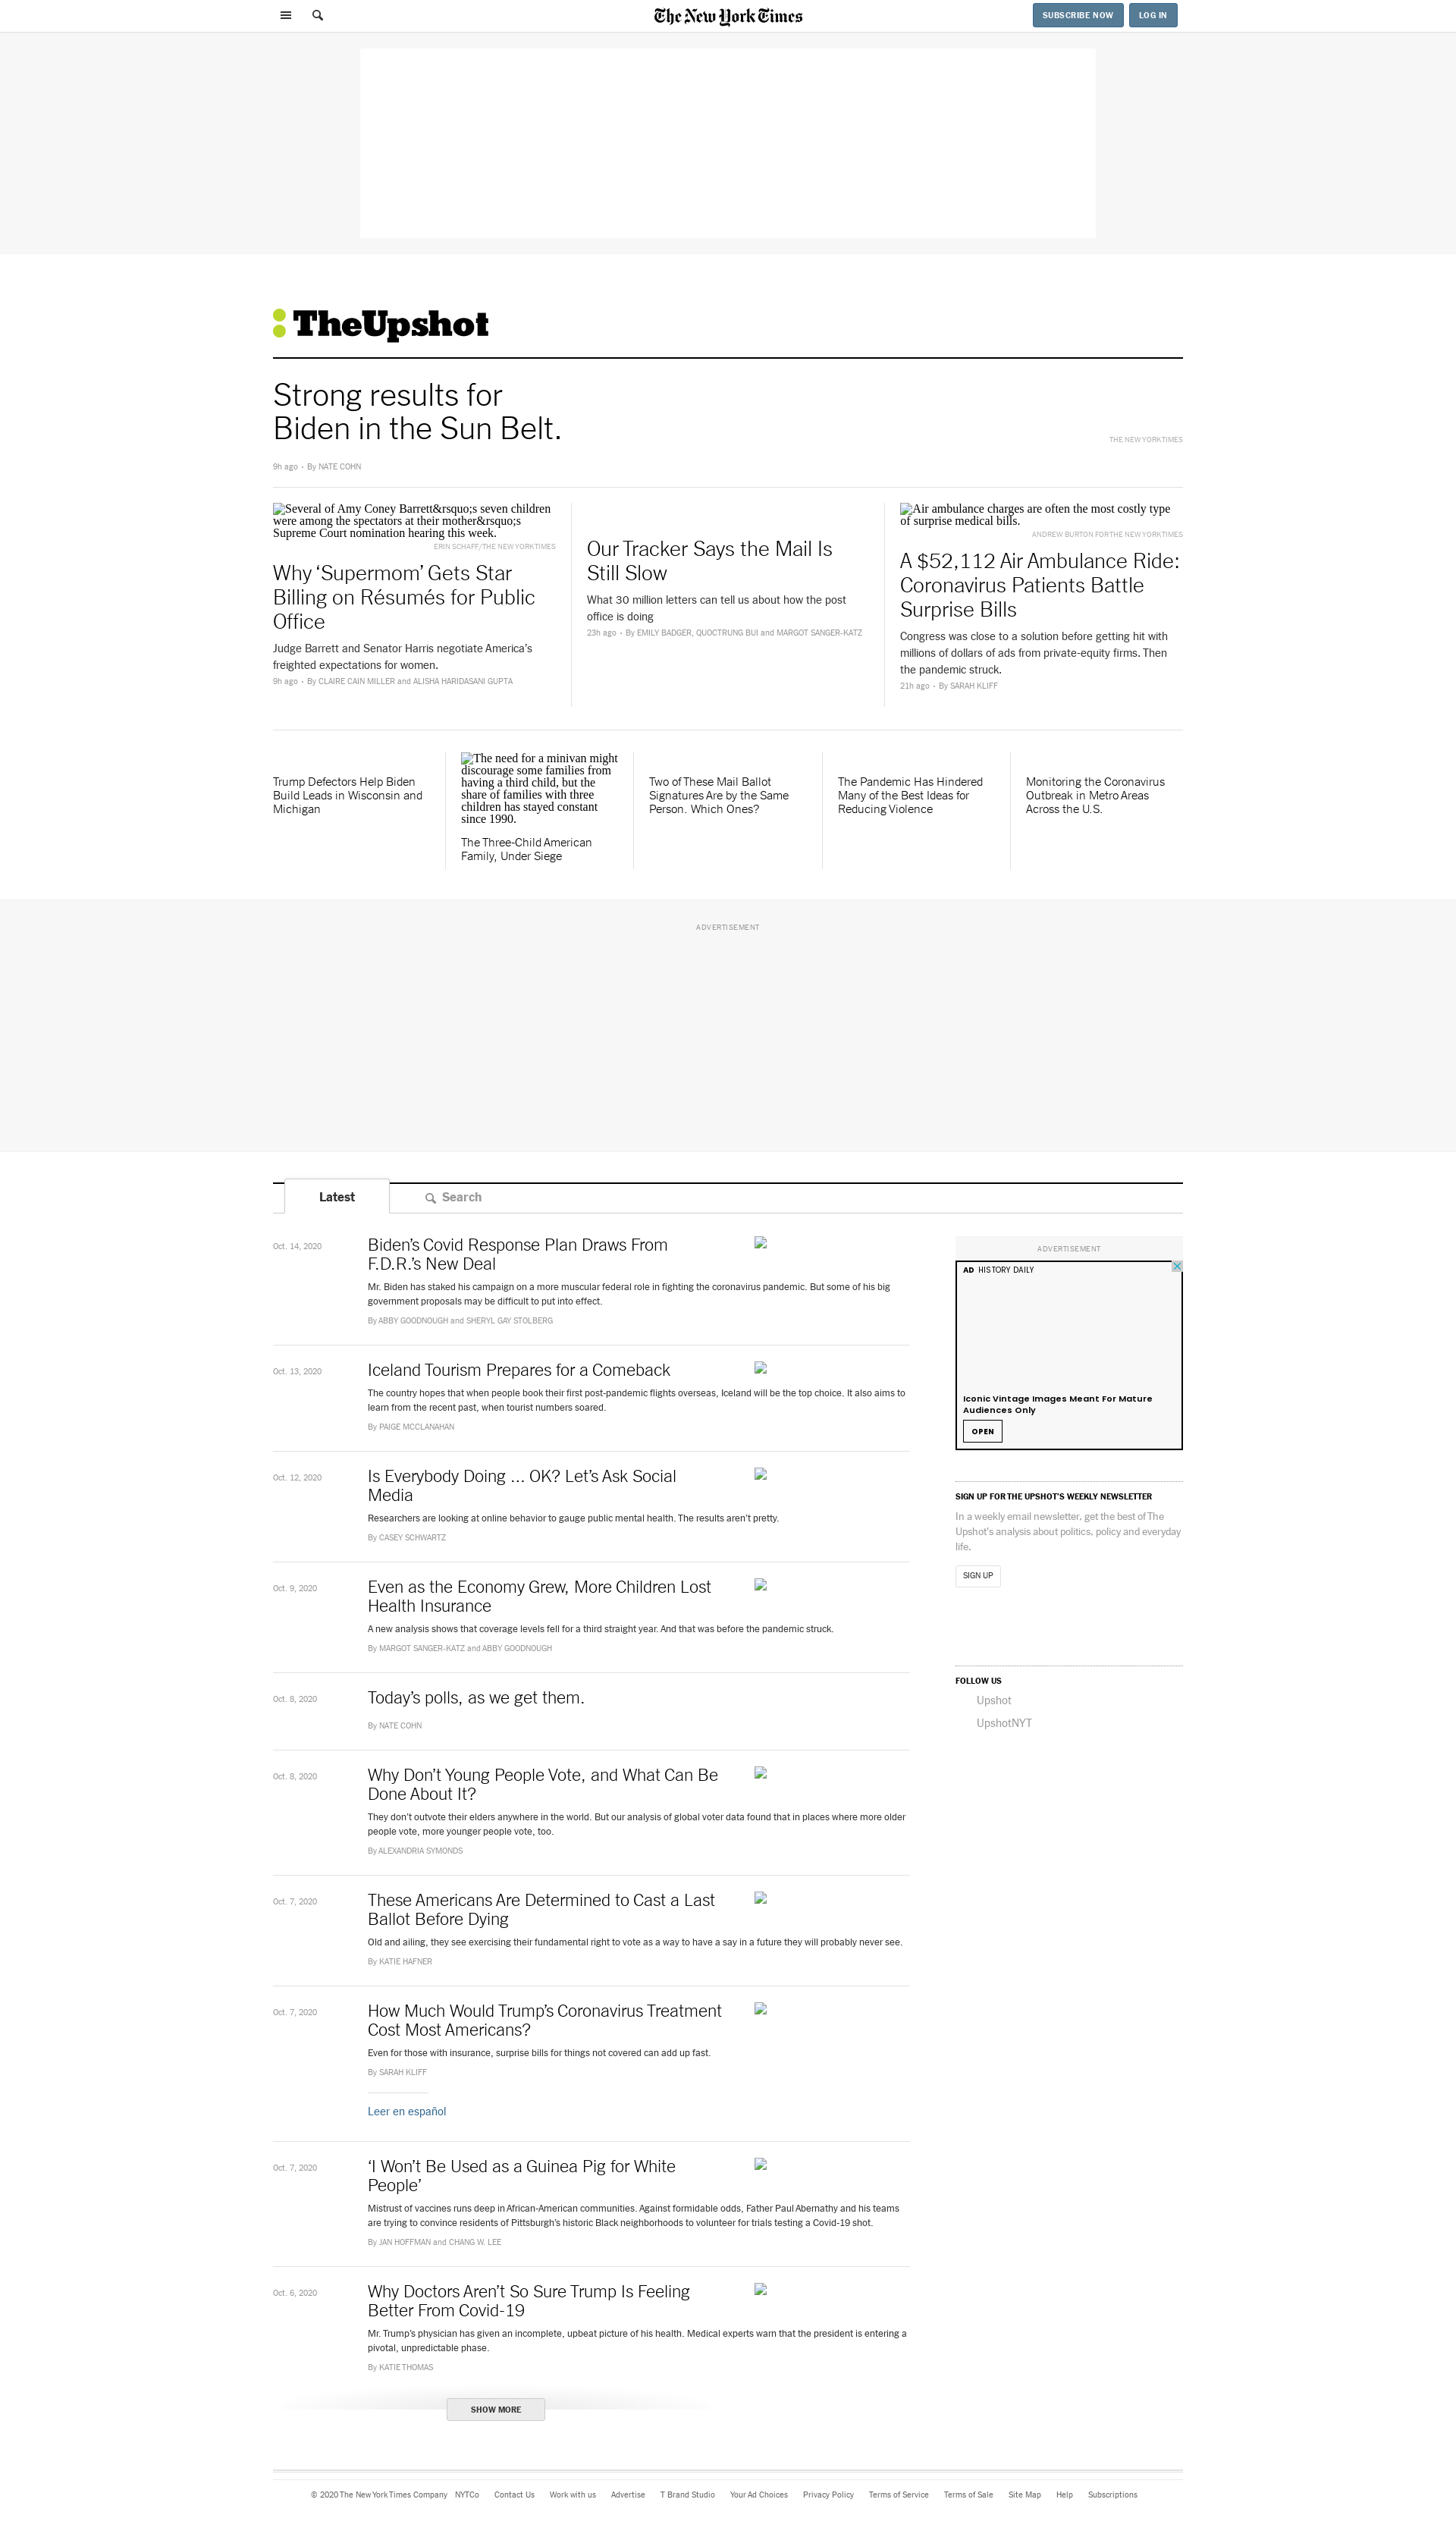 The New York Times
SUBSCRIBE NOW
LOG IN
TheUpshot
Strong results for
Biden in the Sun Belt.
THE NEW YORK TIMES
9h ago • By NATE COHN
Several of Amy Coney Barrett&rsquo;s seven children
were among the spectators at their mother&rsquo;s
Supreme Court nomination hearing this week.
ERIN SCHAFF/THE NEW YORK TIMES
Why ‘Supermom’ Gets Star
Billing on Résumés for Public
Office
Judge Barrett and Senator Harris negotiate America’s
freighted expectations for women.
9h ago • By CLAIRE CAIN MILLER and ALISHA HARIDASANI GUPTA
Our Tracker Says the Mail Is
Still Slow
What 30 million letters can tell us about how the post
office is doing
23h ago • By EMILY BADGER, QUOCTRUNG BUI and MARGOT SANGER-KATZ
Air ambulance charges are often the most costly type
of surprise medical bills.
ANDREW BURTON FOR THE NEW YORK TIMES
A $52,112 Air Ambulance Ride:
Coronavirus Patients Battle
Surprise Bills
Congress was close to a solution before getting hit with
millions of dollars of ads from private-equity firms. Then
the pandemic struck.
21h ago • By SARAH KLIFF
Trump Defectors Help Biden
Build Leads in Wisconsin and
Michigan
The need for a minivan might
discourage some families from
having a third child, but the
share of families with three
children has stayed constant
since 1990.
The Three-Child American
Family, Under Siege
Two of These Mail Ballot
Signatures Are by the Same
Person. Which Ones?
The Pandemic Has Hindered
Many of the Best Ideas for
Reducing Violence
Monitoring the Coronavirus
Outbreak in Metro Areas
Across the U.S.
ADVERTISEMENT
Latest
Search
Oct. 14, 2020
Biden’s Covid Response Plan Draws From
F.D.R.’s New Deal
Mr. Biden has staked his campaign on a more muscular federal role in fighting the coronavirus pandemic. But some of his big
government proposals may be difficult to put into effect.
By ABBY GOODNOUGH and SHERYL GAY STOLBERG
Oct. 13, 2020
Iceland Tourism Prepares for a Comeback
The country hopes that when people book their first post-pandemic flights overseas, Iceland will be the top choice. It also aims to
learn from the recent past, when tourist numbers soared.
By PAIGE MCCLANAHAN
Oct. 12, 2020
Is Everybody Doing ... OK? Let’s Ask Social
Media
Researchers are looking at online behavior to gauge public mental health. The results aren’t pretty.
By CASEY SCHWARTZ
Oct. 9, 2020
Even as the Economy Grew, More Children Lost
Health Insurance
A new analysis shows that coverage levels fell for a third straight year. And that was before the pandemic struck.
By MARGOT SANGER-KATZ and ABBY GOODNOUGH
Oct. 8, 2020
Today’s polls, as we get them.
By NATE COHN
Oct. 8, 2020
Why Don’t Young People Vote, and What Can Be
Done About It?
They don’t outvote their elders anywhere in the world. But our analysis of global voter data found that in places where more older
people vote, more younger people vote, too.
By ALEXANDRIA SYMONDS
Oct. 7, 2020
These Americans Are Determined to Cast a Last
Ballot Before Dying
Old and ailing, they see exercising their fundamental right to vote as a way to have a say in a future they will probably never see.
By KATIE HAFNER
Oct. 7, 2020
How Much Would Trump’s Coronavirus Treatment
Cost Most Americans?
Even for those with insurance, surprise bills for things not covered can add up fast.
By SARAH KLIFF
Leer en español
Oct. 7, 2020
‘I Won’t Be Used as a Guinea Pig for White
People’
Mistrust of vaccines runs deep in African-American communities. Against formidable odds, Father Paul Abernathy and his teams
are trying to convince residents of Pittsburgh’s historic Black neighborhoods to volunteer for trials testing a Covid-19 shot.
By JAN HOFFMAN and CHANG W. LEE
Oct. 6, 2020
Why Doctors Aren’t So Sure Trump Is Feeling
Better From Covid-19
Mr. Trump’s physician has given an incomplete, upbeat picture of his health. Medical experts warn that the president is entering a
pivotal, unpredictable phase.
By KATIE THOMAS
SHOW MORE
ADVERTISEMENT
AD HISTORY DAILY
Iconic Vintage Images Meant For Mature
Audiences Only
OPEN
SIGN UP FOR THE UPSHOT’S WEEKLY NEWSLETTER
In a weekly email newsletter, get the best of The
Upshot’s analysis about politics, policy and everyday
life.
SIGN UP
FOLLOW US
Upshot
UpshotNYT
© 2020 The New York Times Company NYTCo Contact Us Work with us Advertise T Brand Studio Your Ad Choices Privacy Policy Terms of Service Terms of Sale Site Map Help Subscriptions